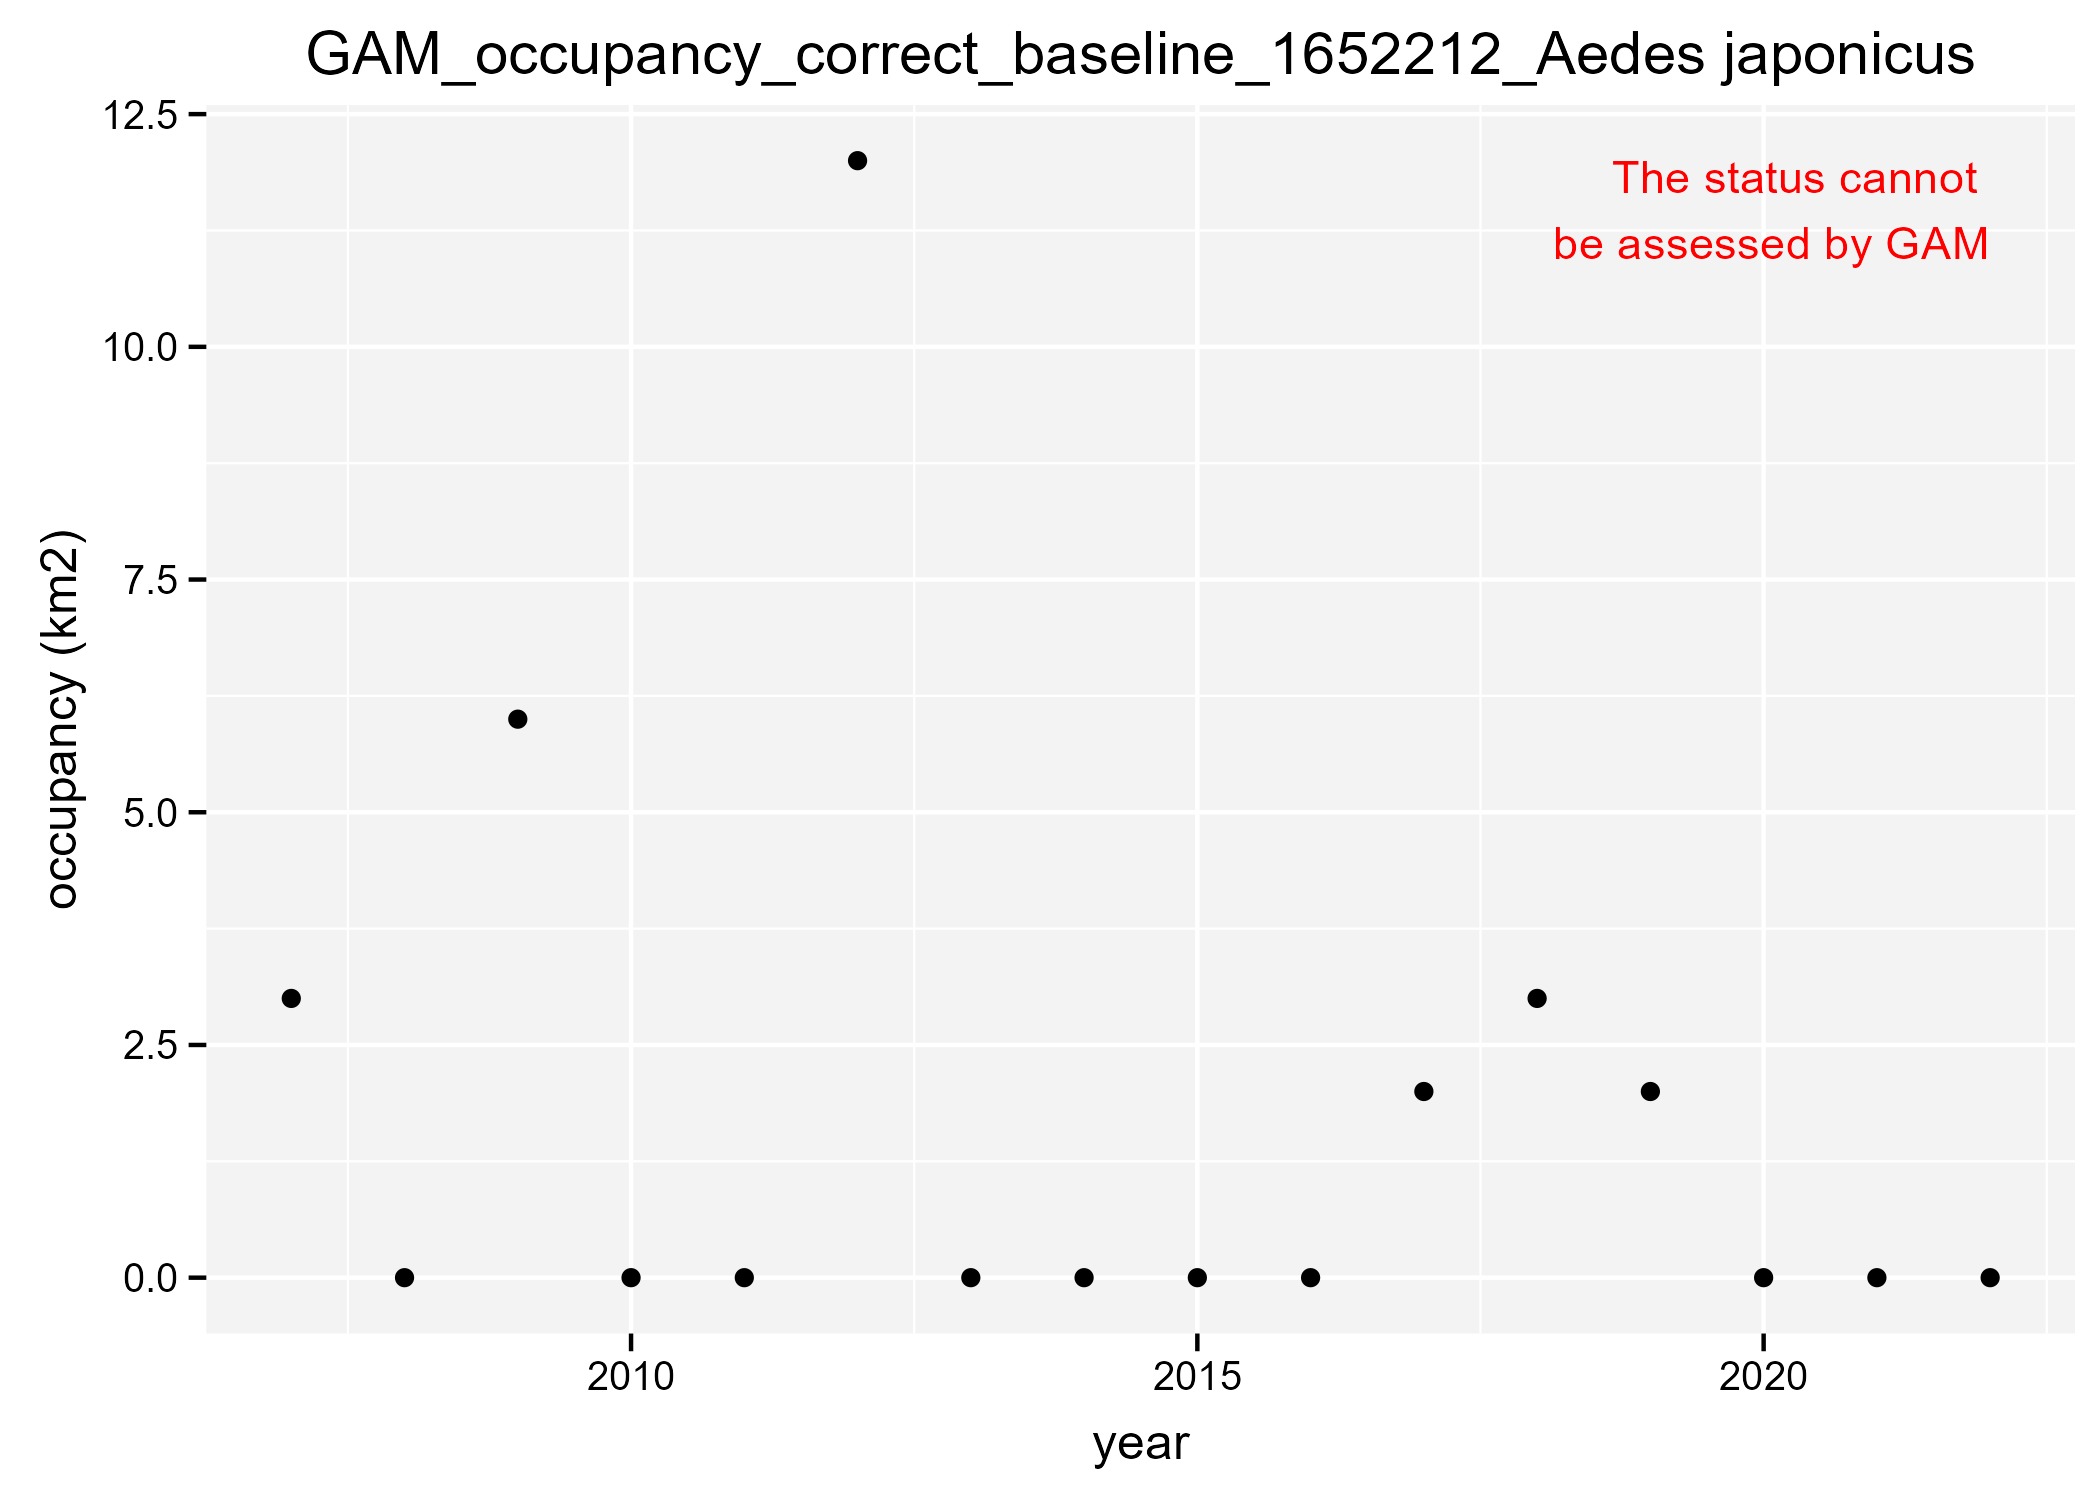 GAM_occupancy_correct_baseline_1652212_Aedes japonicus
12.5
The status cannot
be assessed by GAM
10.0
7.5
occupancy (km2)
5.0
2.5
0.0
2010
2015
2020
year